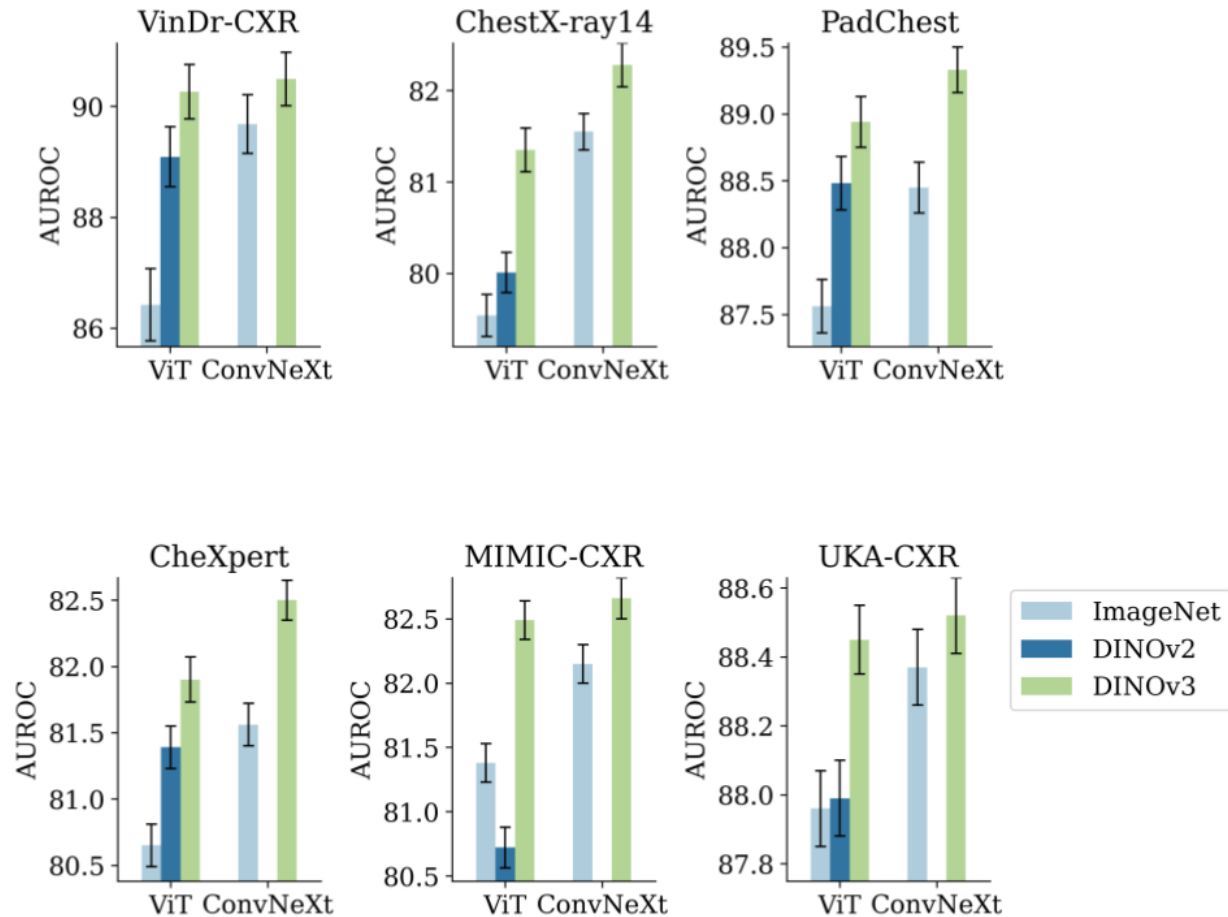 VinDr-CXR
AUROC
90
88
86
ViT ConvNeXt
ChestX-ray14
AUROC
82
81
80
ViT ConvNeXt
PadChest
AUROC
89.5
89.0
88.5
88.0
87.5
ViT ConvNeXt
CheXpert
AUROC
82.5
82.0
81.5
81.0
80.5
ViT ConvNeXt
MIMIC-CXR
AUROC
82.5
82.0
81.5
81.0
80.5
ViT ConvNeXt
UKA-CXR
AUROC
88.6
88.4
88.2
88.0
87.8
ViT ConvNeXt
ImageNet
DINOv2
DINOv3